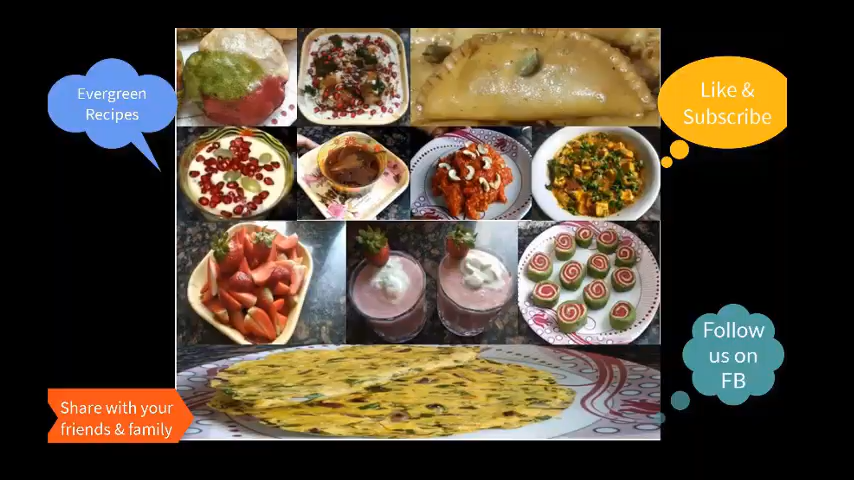 Evergreen
Recipes
Like &
Subscribe
Follow
us on
FB
Share with your
friends & family